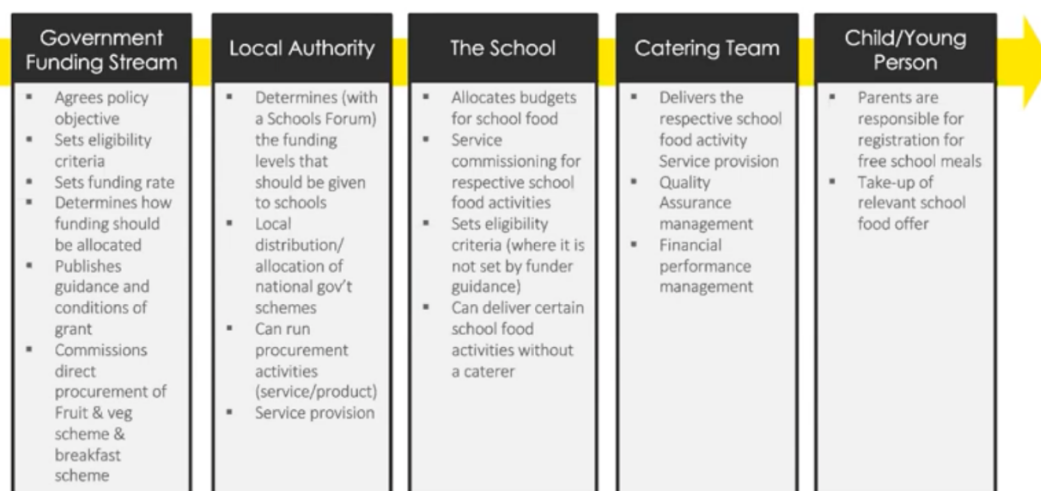 Government
Funding Stream
▪ Agrees policy
objective
▪ Sets eligibility
criteria
▪ Sets funding rate
▪ Determines how
funding should
be allocated
▪ Publishes
guidance and
conditions of
grant
▪ Commissions
direct
procurement of
Fruit & veg
scheme &
breakfast
scheme
Local Authority
▪ Determines (with
a Schools Forum)
the funding
levels that
should be given
to schools
▪ Local
distribution/
allocation of
national gov't
schemes
▪ Can run
procurement
activities
(service/product)
▪ Service provision
The School
▪ Allocates budgets
for school food
▪ Service
commissioning for
respective school
food activities
▪ Sets eligibility
criteria (where it is
not set by funder
guidance)
▪ Can deliver certain
school food
activities without
a caterer
Catering Team
▪ Delivers the
respective school
food activity
Service provision
▪ Quality
Assurance
management
▪ Financial
performance
management
Child/Young
Person
▪ Parents are
responsible for
registration for
free school meals
▪ Take-up of
relevant school
food offer